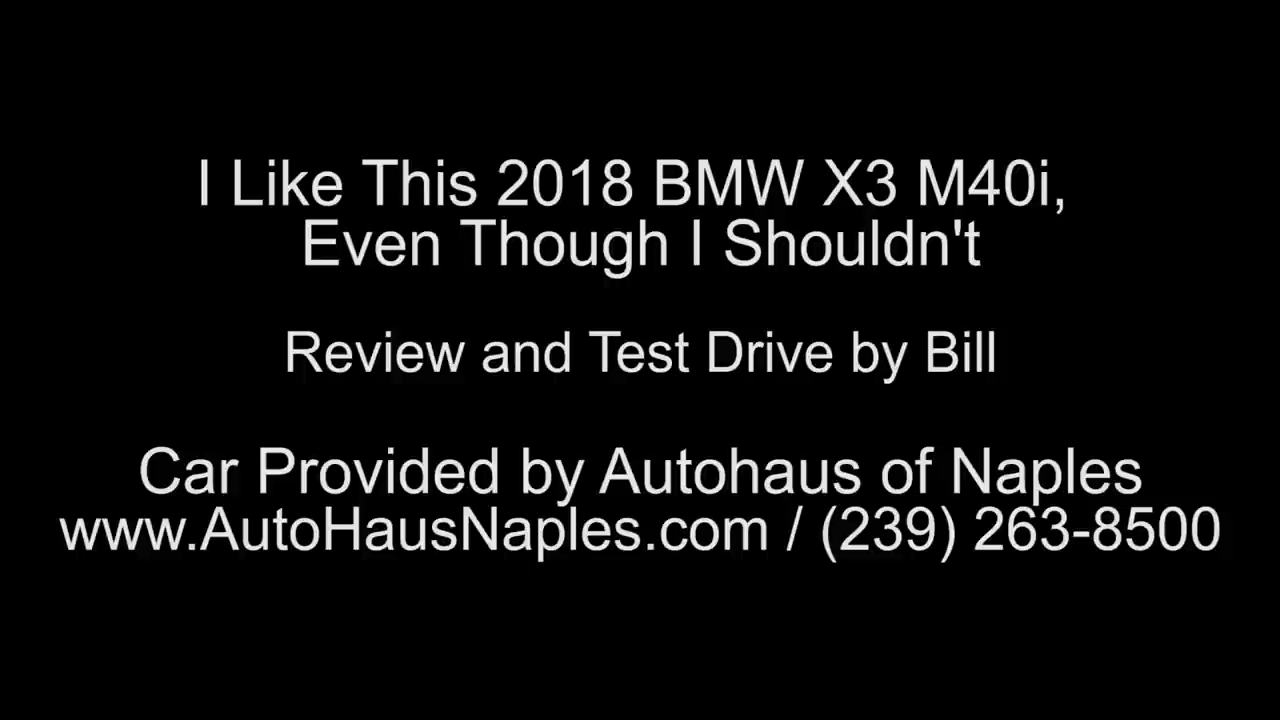 I Like This 2018 BMW X3 M40i,
Even Though I Shouldn't
Review and Test Drive by Bill
Car Provided by Autohaus of Naples
www.AutoHausNaples.com / (239) 263-8500